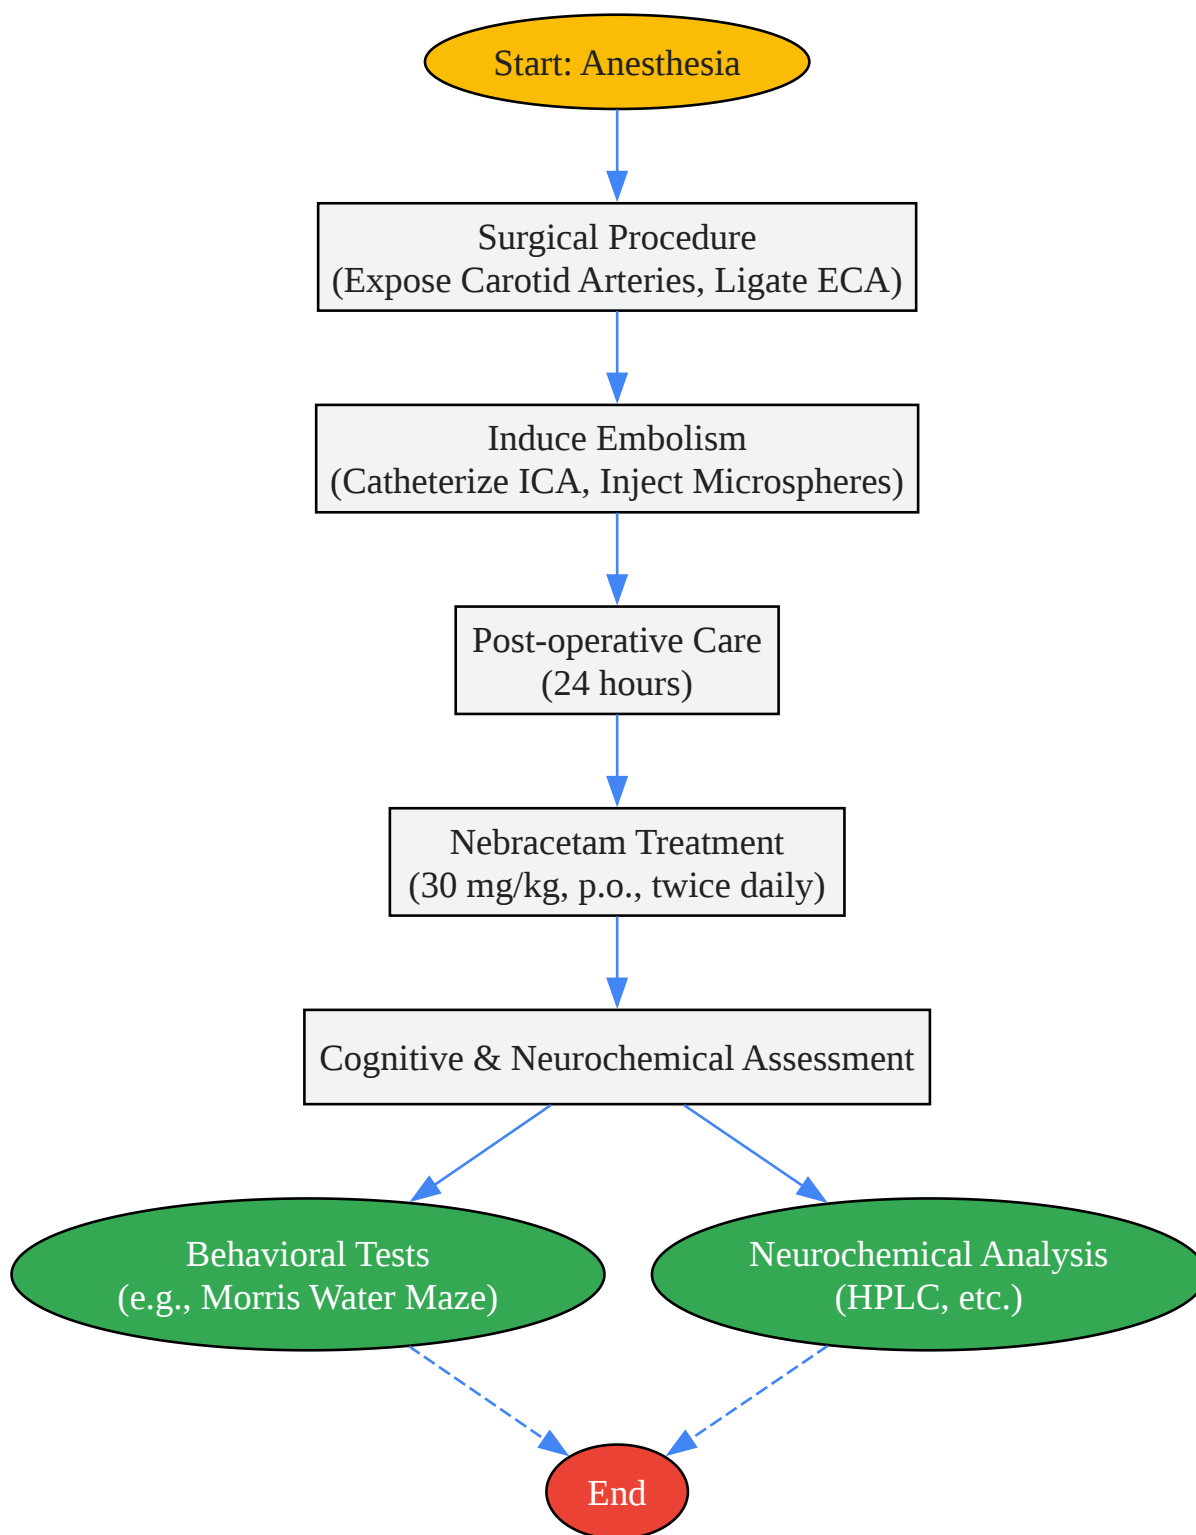 Start: Anesthesia
Surgical Procedure
(Expose Carotid Arteries, Ligate ECA)
Induce Embolism
(Catheterize ICA, Inject Microspheres)
Post-operative Care
(24 hours)
Nebracetam Treatment
(30 mg/kg, p.o., twice daily)
Cognitive & Neurochemical Assessment
Behavioral Tests
(e.g., Morris Water Maze)
Neurochemical Analysis
(HPLC, etc.)
End